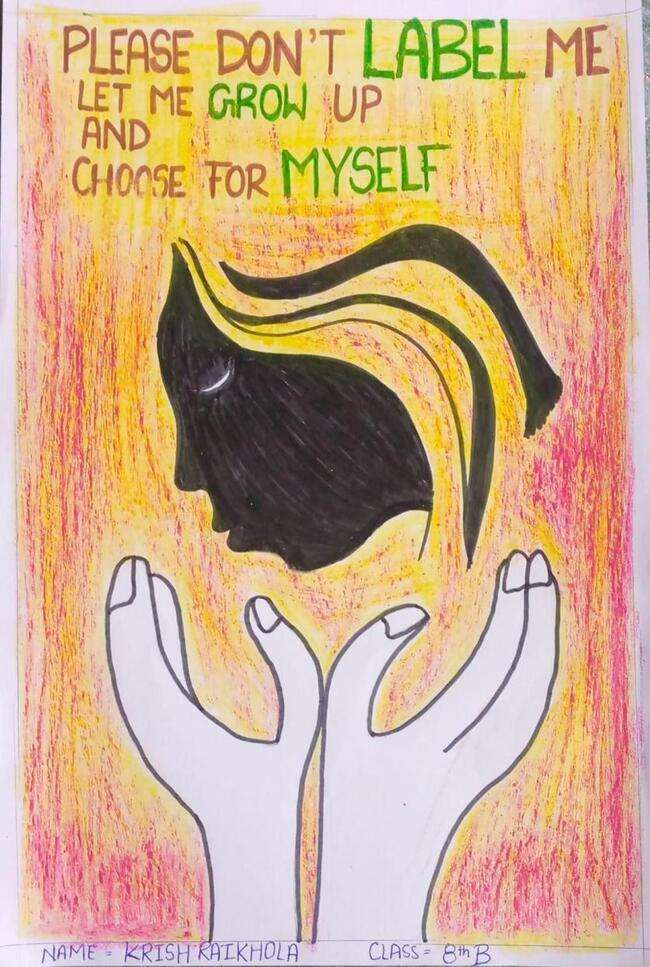 PLEASE DON'T LABEL ME
LET ME GROW UP
AND
CHOOSE FOR MYSELF
NAME = KRISH RAIKHOLA CLASS = 8th B